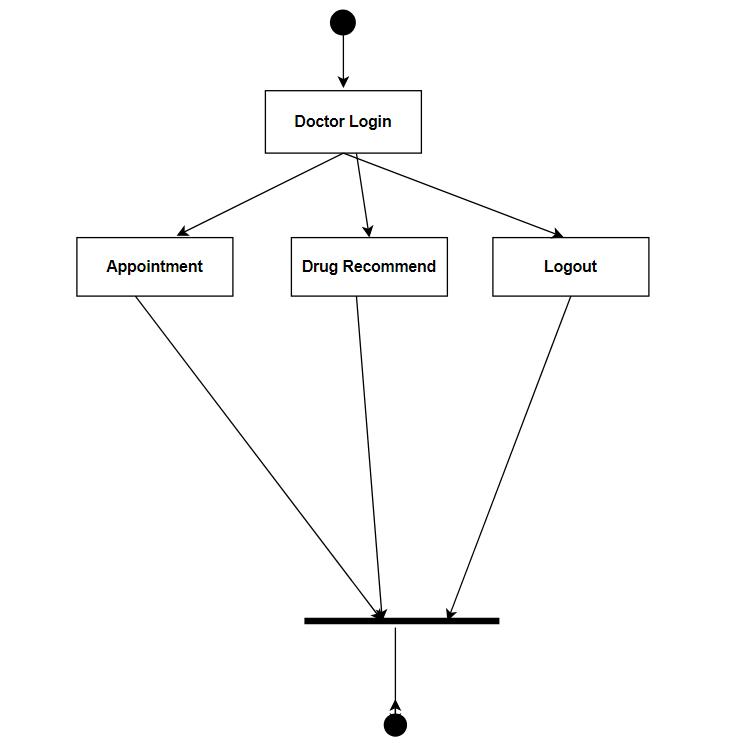 Doctor Login
Appointment
Drug Recommend
Logout